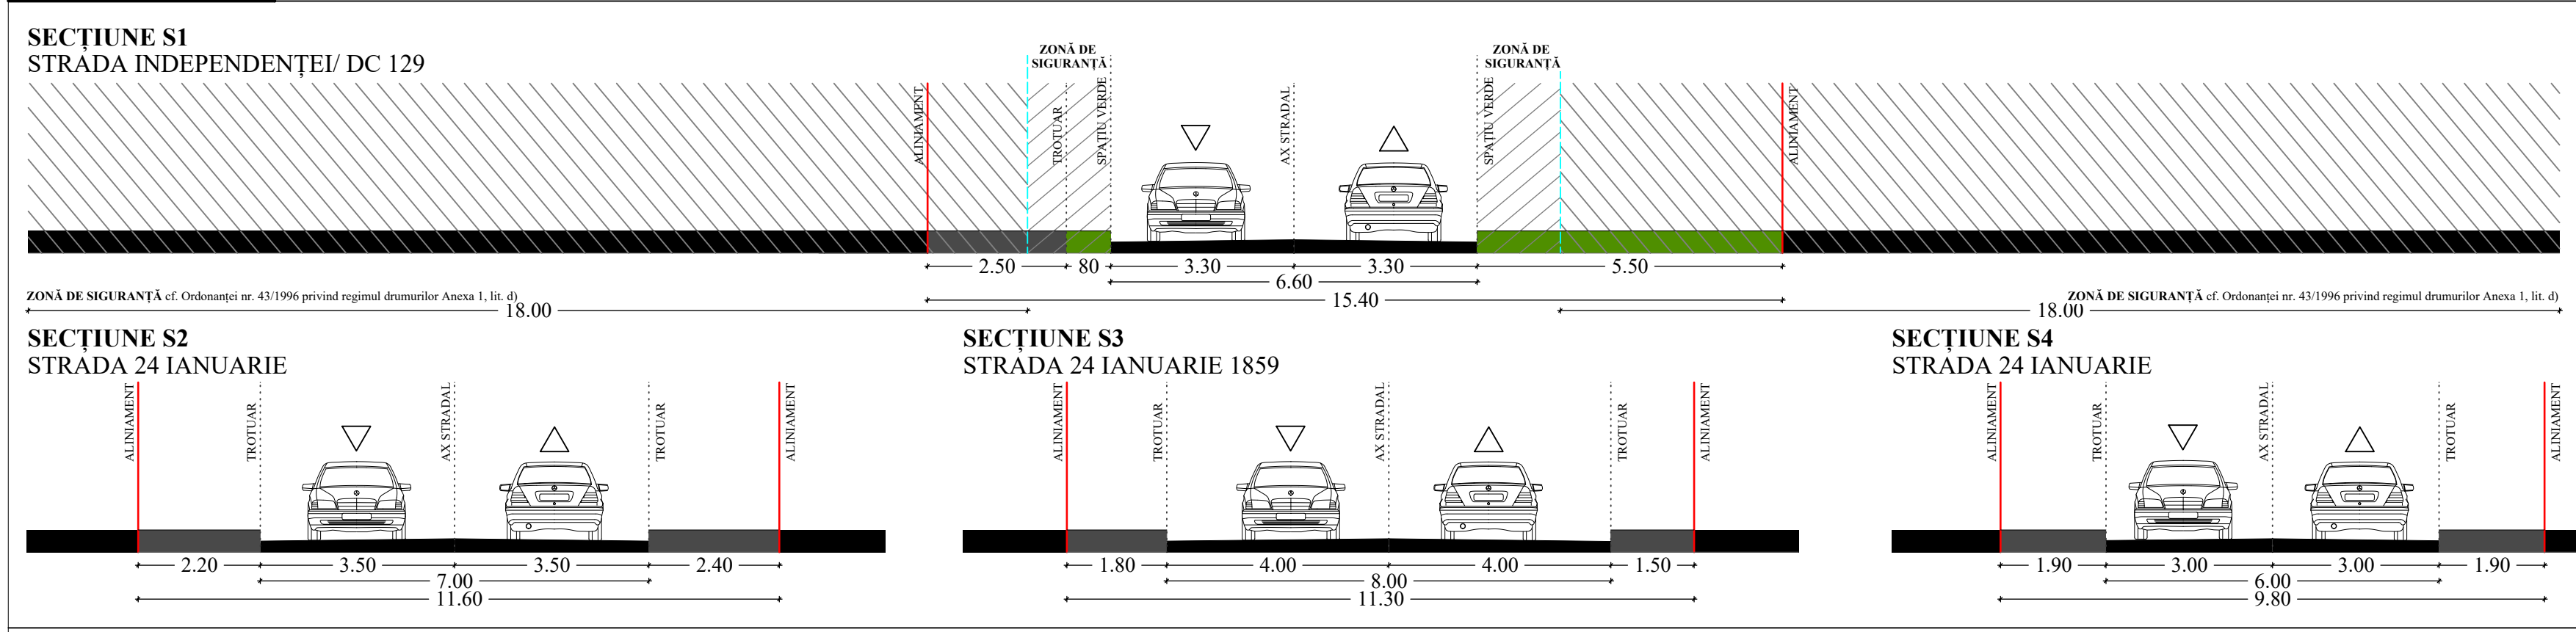 SECȚIUNE S1
STRADA INDEPENDENȚEI/ DC 129
ZONĂ DE
SIGURANȚĂ
ZONĂ DE
SIGURANȚĂ
ALINIAMENT
TROTUAR
SPAȚIU VERDE
AX STRADAL
SPAȚIU VERDE
ALINIAMENT
2.50
80
3.30
3.30
5.50
6.60
15.40
ZONĂ DE SIGURANȚĂ cf. Ordonanței nr. 43/1996 privind regimul drumurilor Anexa 1, lit. d)
18.00
ZONĂ DE SIGURANȚĂ cf. Ordonanței nr. 43/1996 privind regimul drumurilor Anexa 1, lit. d)
18.00
SECȚIUNE S2
STRADA 24 IANUARIE
ALINIAMENT
TROTUAR
AX STRADAL
TROTUAR
ALINIAMENT
2.20
3.50
3.50
2.40
7.00
11.60
SECȚIUNE S3
STRADA 24 IANUARIE 1859
ALINIAMENT
TROTUAR
AX STRADAL
TROTUAR
ALINIAMENT
1.80
4.00
4.00
1.50
8.00
11.30
SECȚIUNE S4
STRADA 24 IANUARIE
ALINIAMENT
TROTUAR
AX STRADAL
TROTUAR
ALINIAMENT
1.90
3.00
3.00
1.90
6.00
9.80